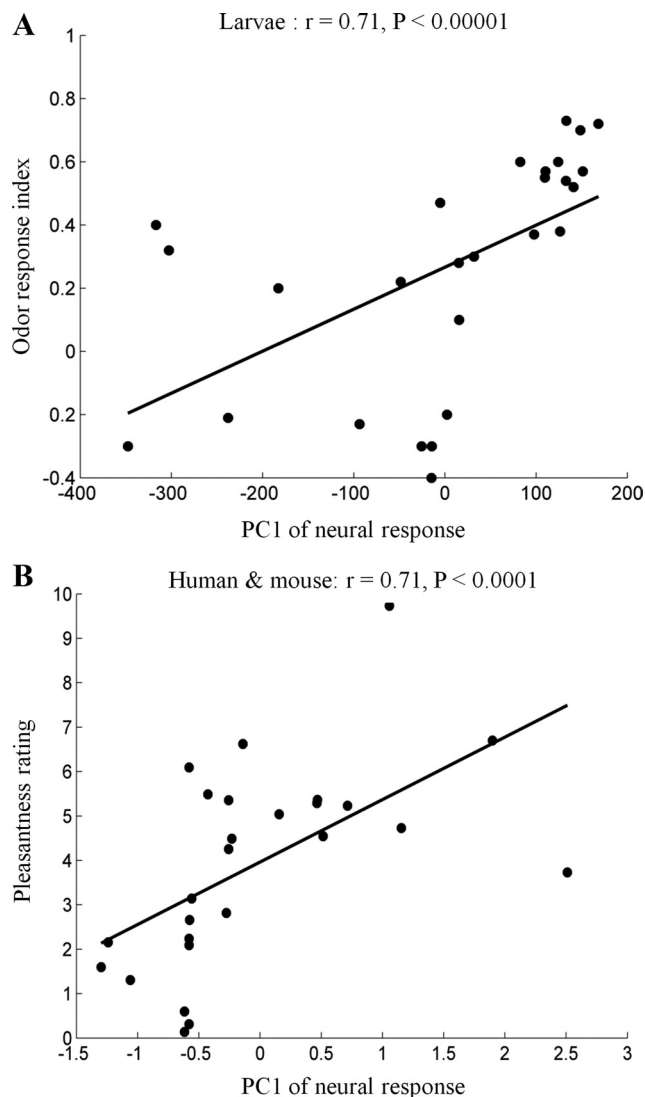 A
Larvae : r = 0.71, P < 0.00001
1
0.8
0.6
0.4
0.2
0
0.2
-0.4
Odor response index
-400 -300 -200 -100 0 100 200
PC1 of neural response
B
Human & mouse: r = 0.71, P < 0.0001
10
9
8
7
6
5
4
3
2
1
0
Pleasantness rating
-1.5 -1 -0.5 0 0.5 1 1.5 2 2.5 3
PC1 of neural response